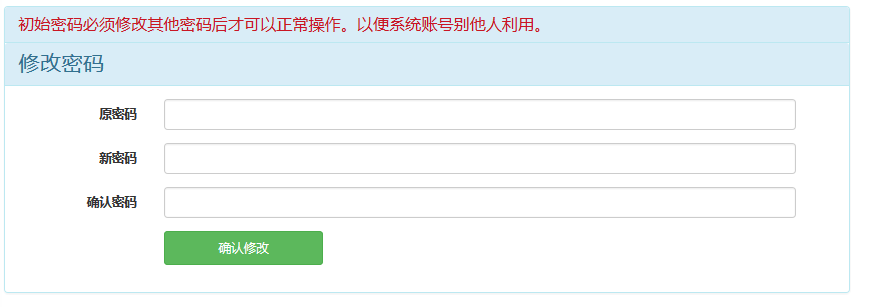 初始密码必须修改其他密码后才可以正常操作。以便系统账号别他人利用。
修改密码
原密码
新密码
确认密码
确认修改